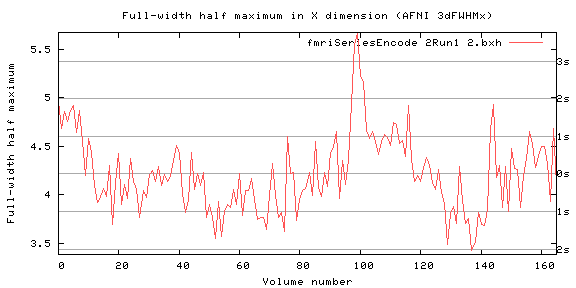 Full-width half maximum in X dimension (AFNI 3dFWHMx)
fmriSeriesEncode 2Run1 2.bxh
Full-width half maximum
5.5
5
4.5
4
3.5
3s
2s
1s
0s
1s
2s
0 20 40 60 80 100 120 140 160
Volume number